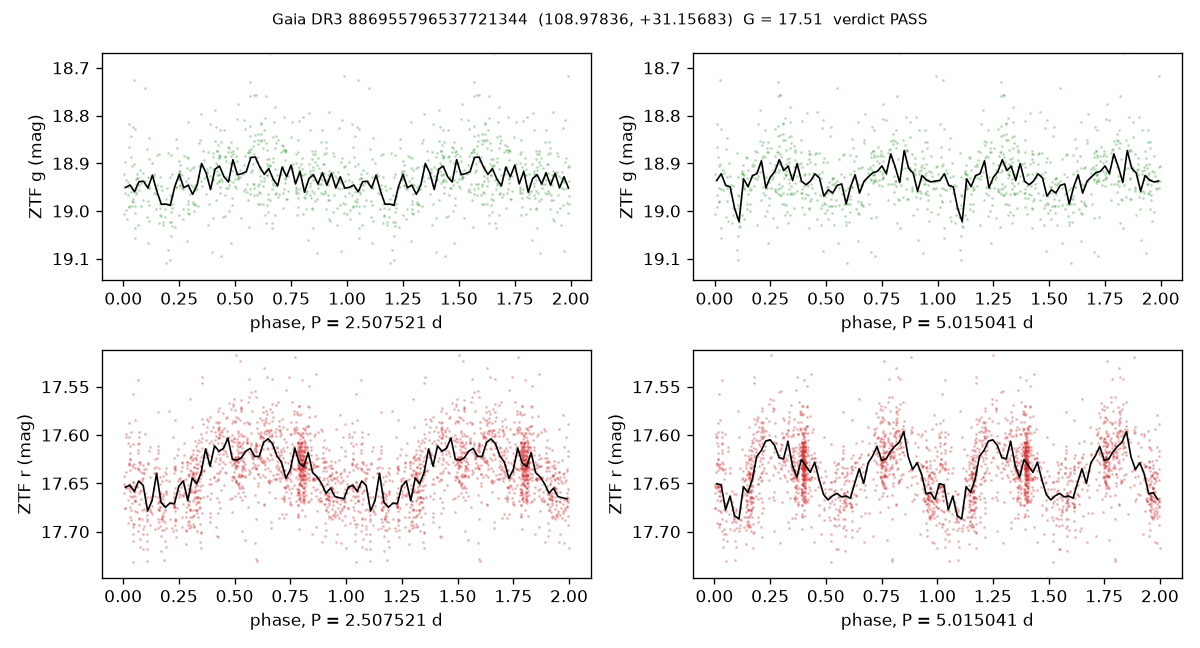 Gaia DR3 886955796537721344 (108.97836, +31.15683) G = 17.51 verdict PASS
ZTF g (mag)
18.7
18.8
18.9
19.0
19.1
0.00 0.25 0.50 0.75 1.00 1.25 1.50 1.75 2.00
phase, P = 2.507521 d
ZTF g (mag)
18.7
18.8
18.9
19.0
19.1
0.00 0.25 0.50 0.75 1.00 1.25 1.50 1.75 2.00
phase, P = 5.015041 d
ZTF r (mag)
17.55
17.60
17.65
17.70
0.00 0.25 0.50 0.75 1.00 1.25 1.50 1.75 2.00
phase, P = 2.507521 d
ZTF r (mag)
17.55
17.60
17.65
17.70
0.00 0.25 0.50 0.75 1.00 1.25 1.50 1.75 2.00
phase, P = 5.015041 d